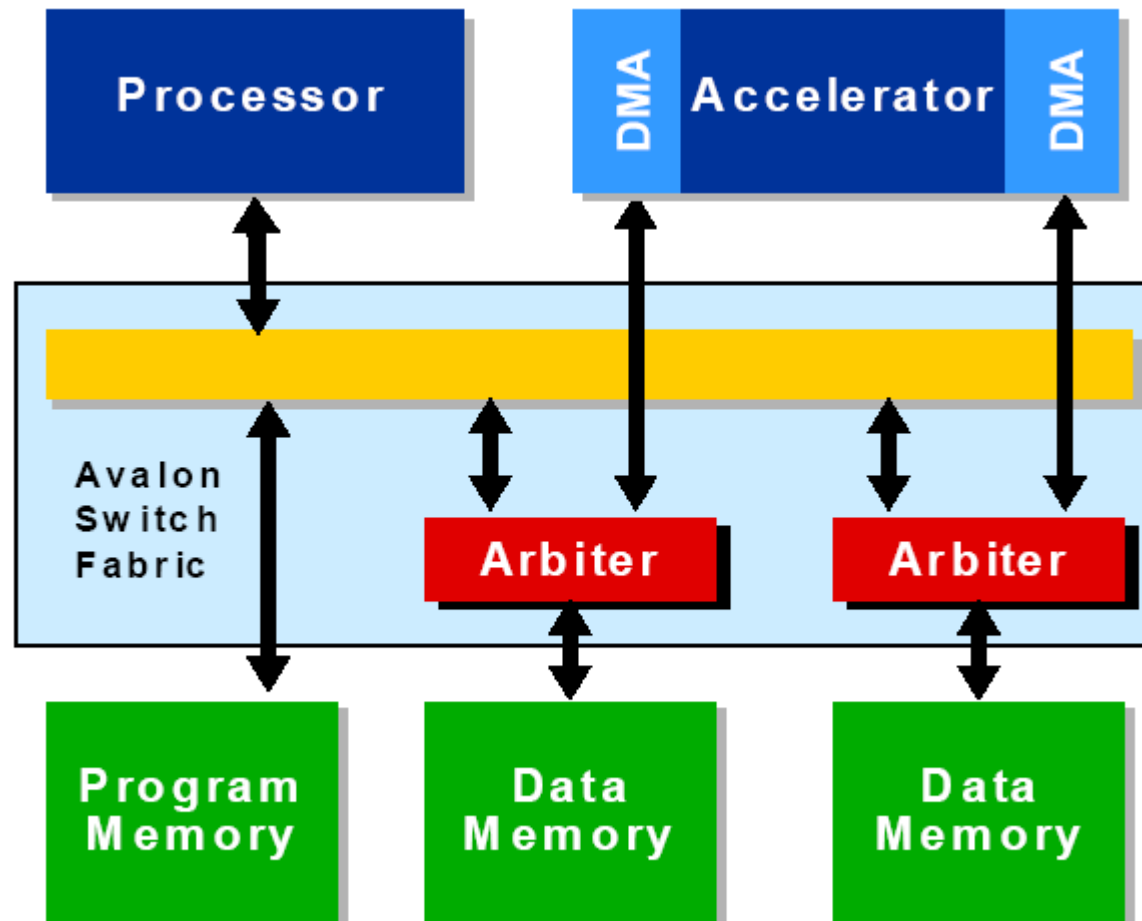 Processor
DMA
Accelerator
DMA
Avalon
Switch
Fabric
Arbiter
Arbiter
Program
Memory
Data
Memory
Data
Memory